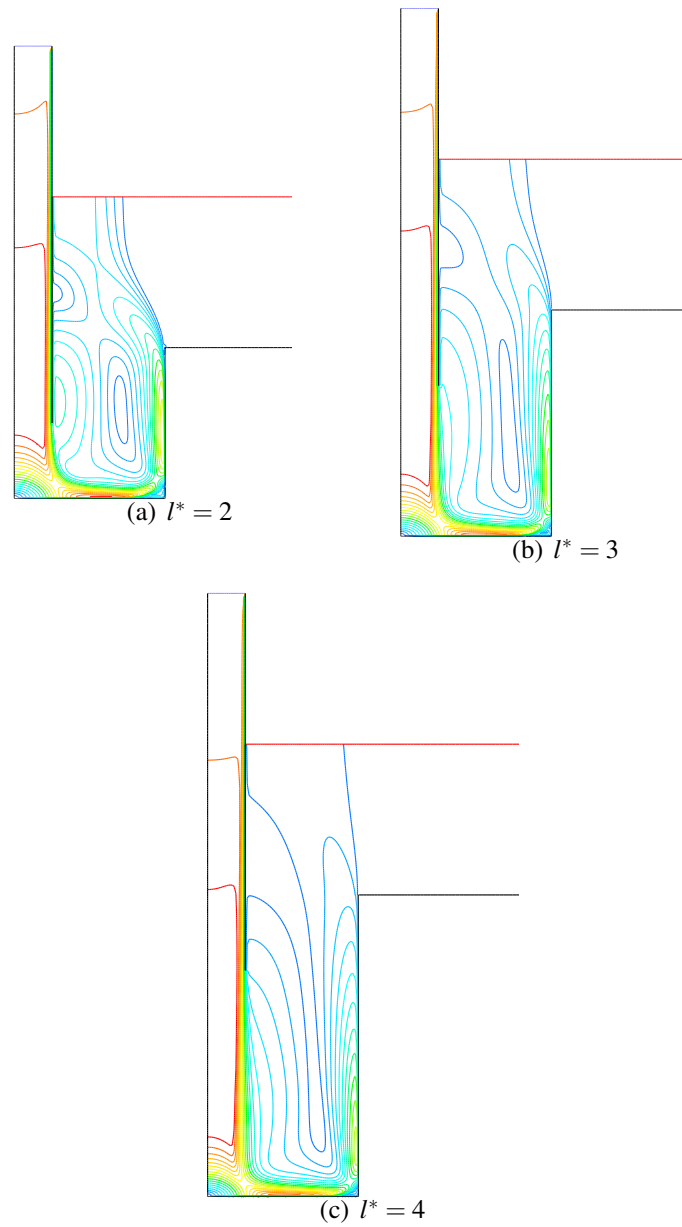 (a) l* = 2
(b) l* = 3
(c) l* = 4